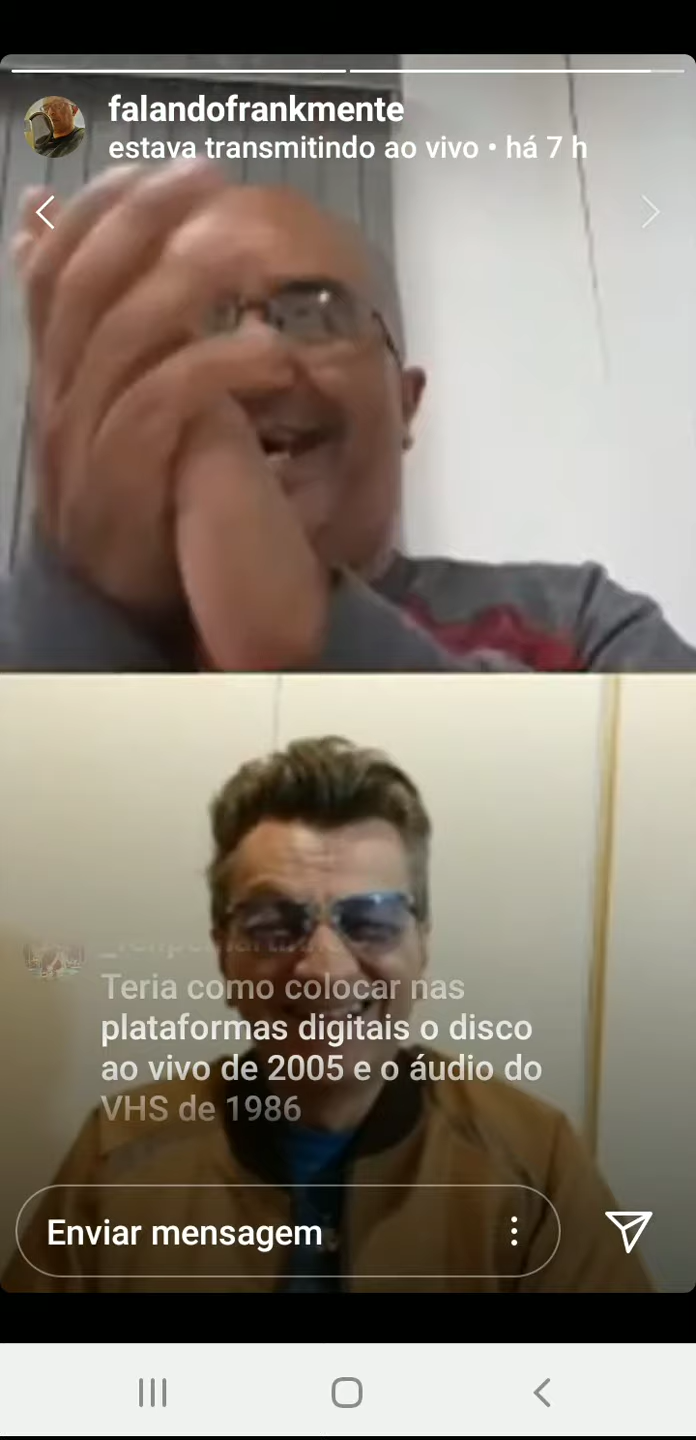 falandofrankmente
estava transmitindo ao vivo • há 7 h
Teria como colocar nas
plataformas digitais o disco
ao vivo de 2005 e o áudio do
VHS de 1986
Enviar mensagem